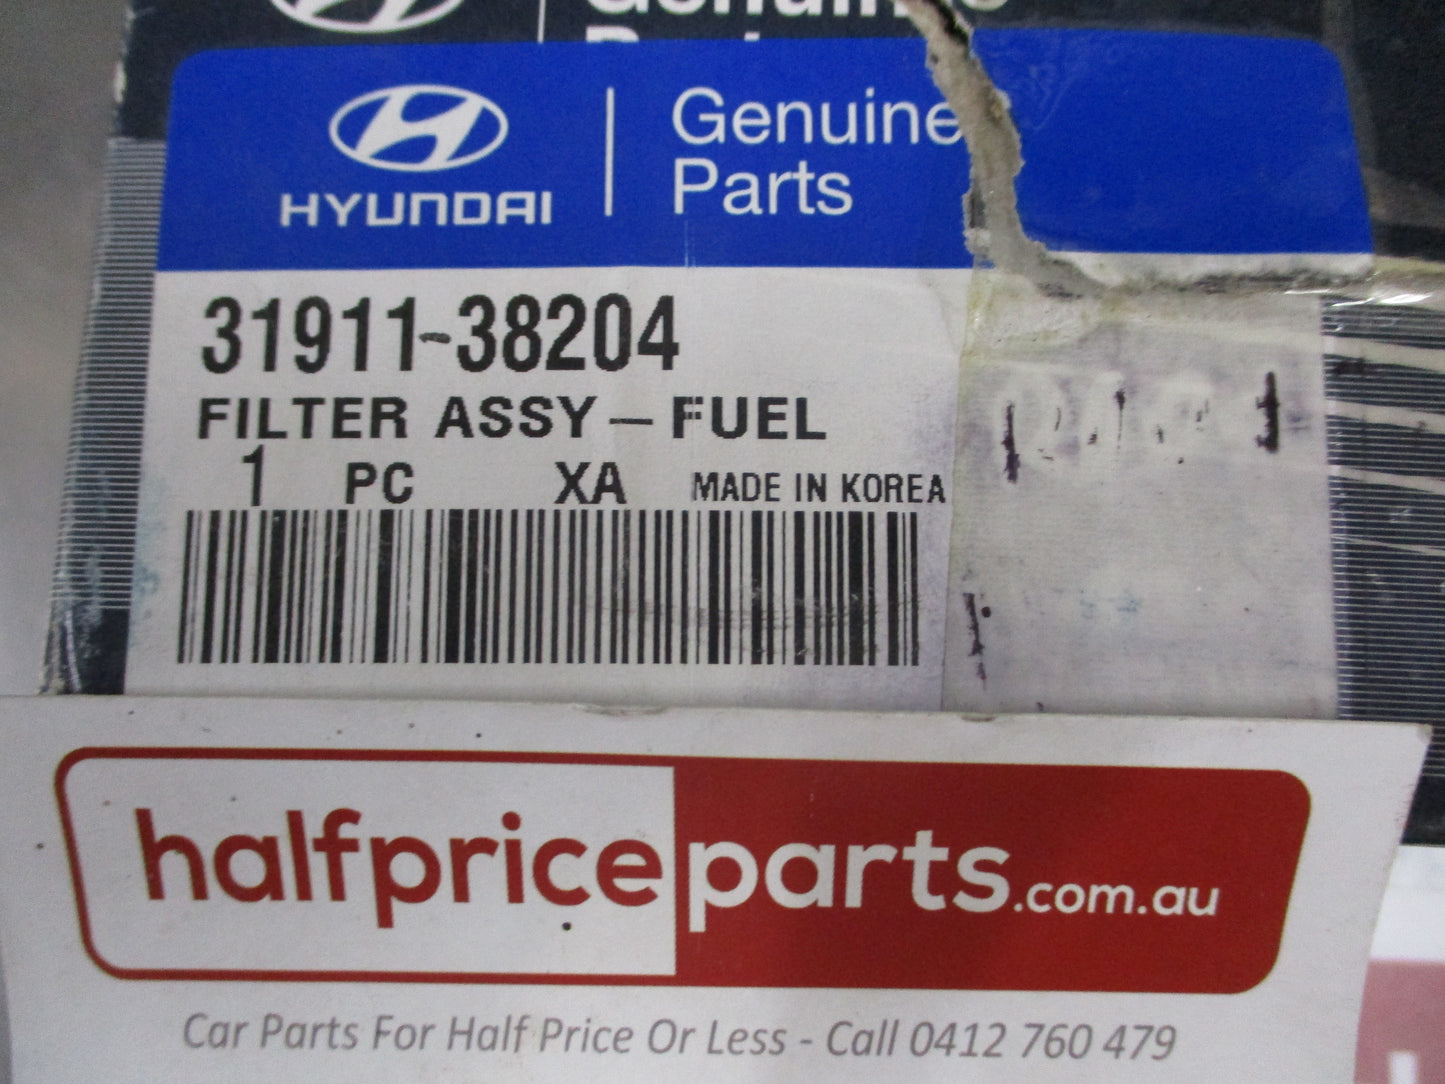 Genuine
HYUNDAI
Genuine
Parts
31911-38204
FILTER ASSY - FUEL
1 PC XA MADE IN KOREA
halfpriceparts.com.au
Car Parts For Half Price Or Less - Call 0412 760 479